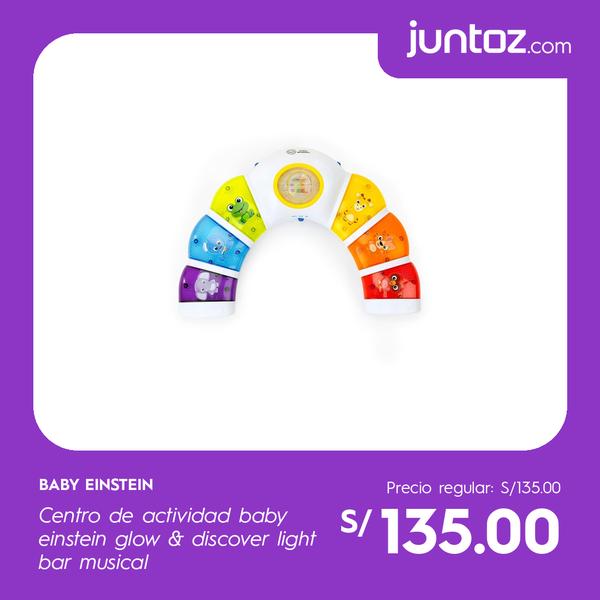 juntoz.com
BABY EINSTEIN
Centro de actividad baby
einstein glow & discover light
bar musical
Precio regular: S/135.00
S/ 135.00